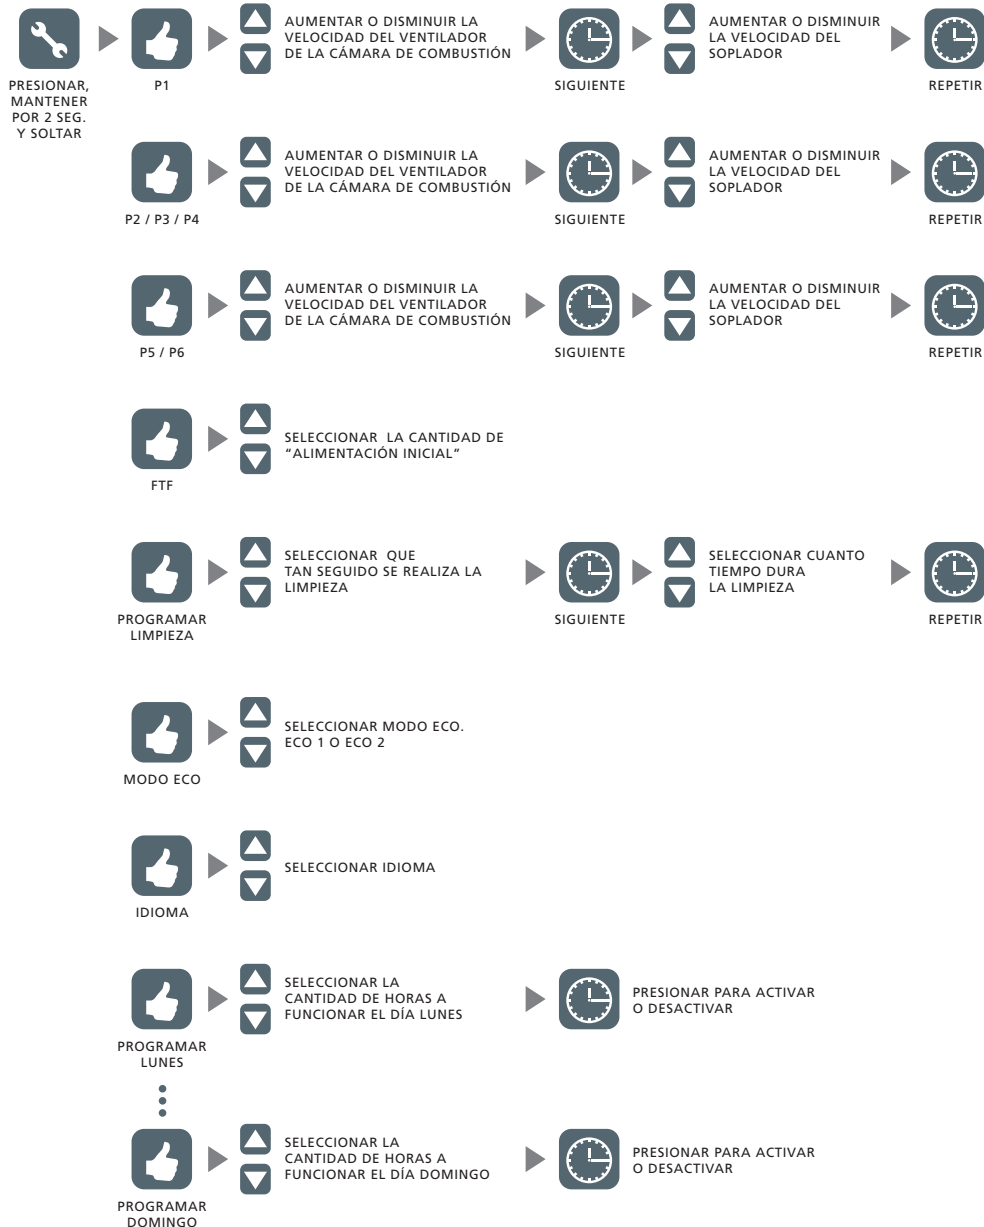 PRESIONAR,
MANTENER
POR 2 SEG.
Y SOLTAR
P1
AUMENTAR O DISMINUIR LA
VELOCIDAD DEL VENTILADOR
DE LA CÁMARA DE COMBUSTIÓN
SIGUIENTE
AUMENTAR O DISMINUIR
LA VELOCIDAD DEL
SOPLADOR
REPETIR
P2 / P3 / P4
AUMENTAR O DISMINUIR LA
VELOCIDAD DEL VENTILADOR
DE LA CÁMARA DE COMBUSTIÓN
SIGUIENTE
AUMENTAR O DISMINUIR
LA VELOCIDAD DEL
SOPLADOR
REPETIR
P5 / P6
AUMENTAR O DISMINUIR LA
VELOCIDAD DEL VENTILADOR
DE LA CÁMARA DE COMBUSTIÓN
SIGUIENTE
AUMENTAR O DISMINUIR
LA VELOCIDAD DEL
SOPLADOR
REPETIR
FTF
SELECCIONAR LA CANTIDAD DE
“ALIMENTACIÓN INICIAL”
PROGRAMAR
LIMPIEZA
SELECCIONAR QUE
TAN SEGUIDO SE REALIZA LA
LIMPIEZA
SIGUIENTE
SELECCIONAR CUANTO
TIEMPO DURA
LA LIMPIEZA
REPETIR
MODO ECO
SELECCIONAR MODO ECO.
ECO 1 O ECO 2
IDIOMA
SELECCIONAR IDIOMA
PROGRAMAR
LUNES
SELECCIONAR LA
CANTIDAD DE HORAS A
FUNCIONAR EL DÍA LUNES
PRESIONAR PARA ACTIVAR
O DESACTIVAR
PROGRAMAR
DOMINGO
SELECCIONAR LA
CANTIDAD DE HORAS A
FUNCIONAR EL DÍA DOMINGO
PRESIONAR PARA ACTIVAR
O DESACTIVAR